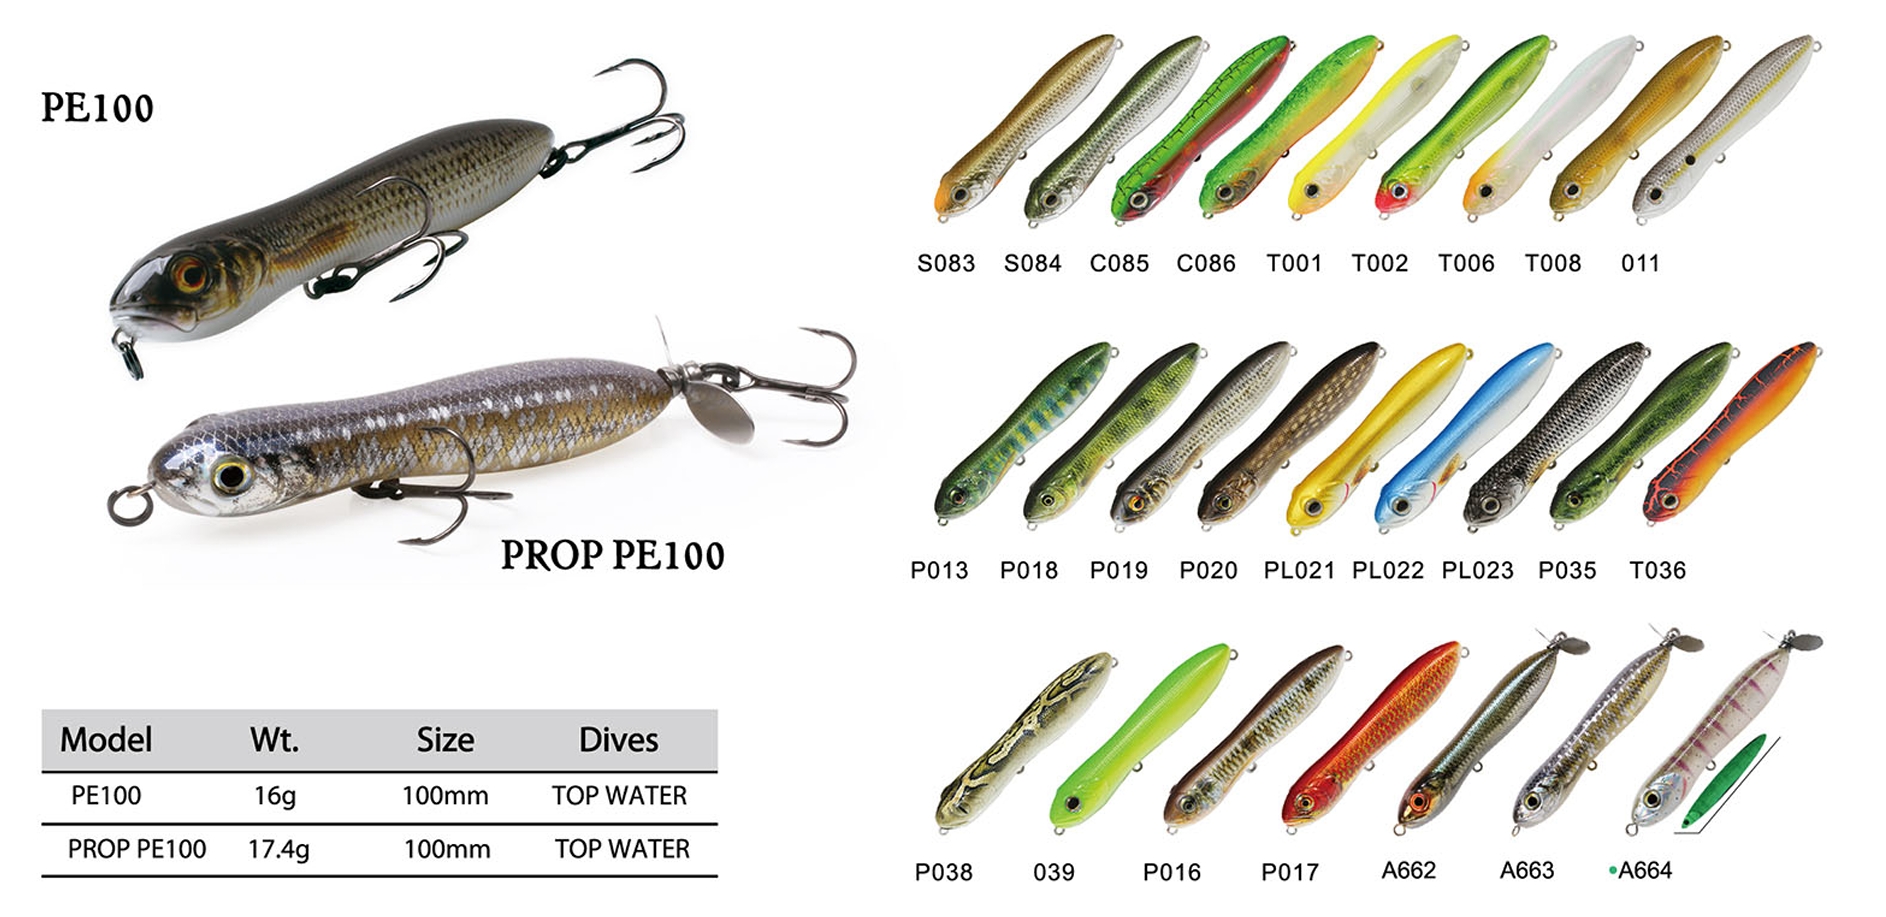 PE100
PROP PE100
Model Wt. Size Dives
PE100 16g 100mm TOP WATER
PROP PE100 17.4g 100mm TOP WATER
S083 S084 C085 C086 T001 T002 T006 T008 011
P013 P018 P019 P020 PL021 PL022 PL023 P035 T036
P038 039 P016 P017 A662 A663 •A664